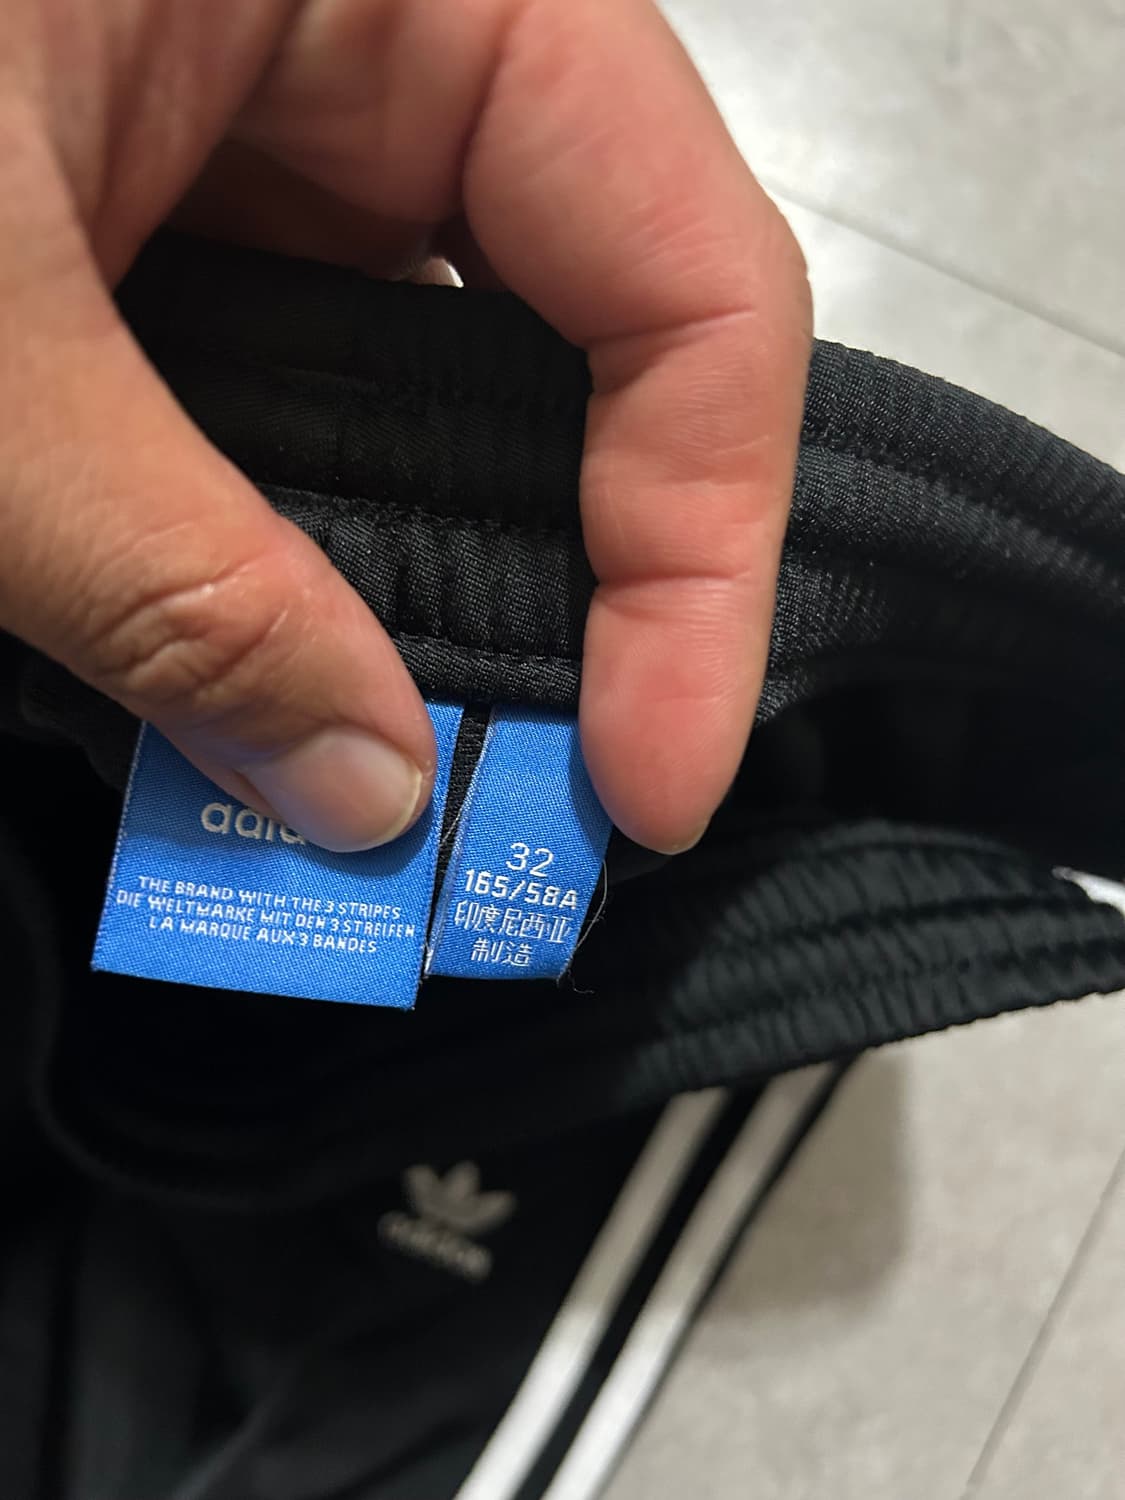 THE BRAND WITH THE 3 STRIPES
DIE WELTMARKE MIT DEN 3 STREIFEN
LA MARQUE AUX 3 BANDES
32
165/58A
印度尼西亚
制造
adidas